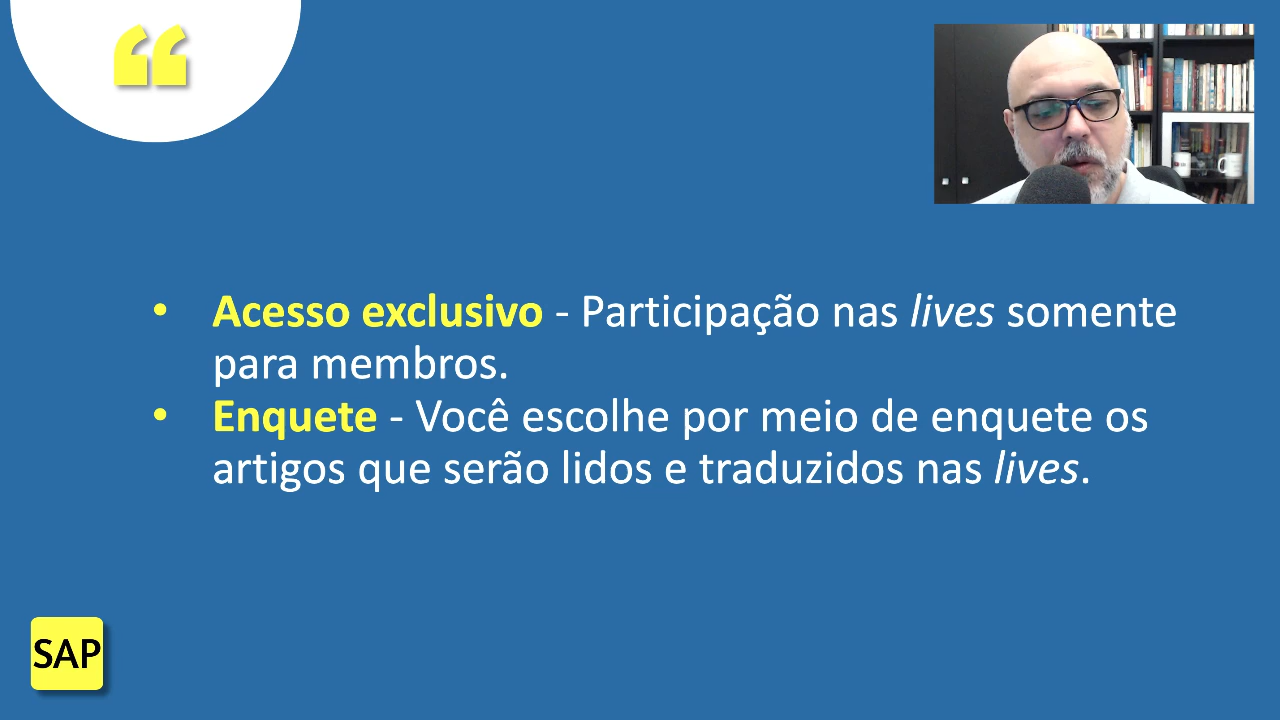 “
• Acesso exclusivo - Participação nas lives somente
para membros.
• Enquete - Você escolhe por meio de enquete os
artigos que serão lidos e traduzidos nas lives.
SAP